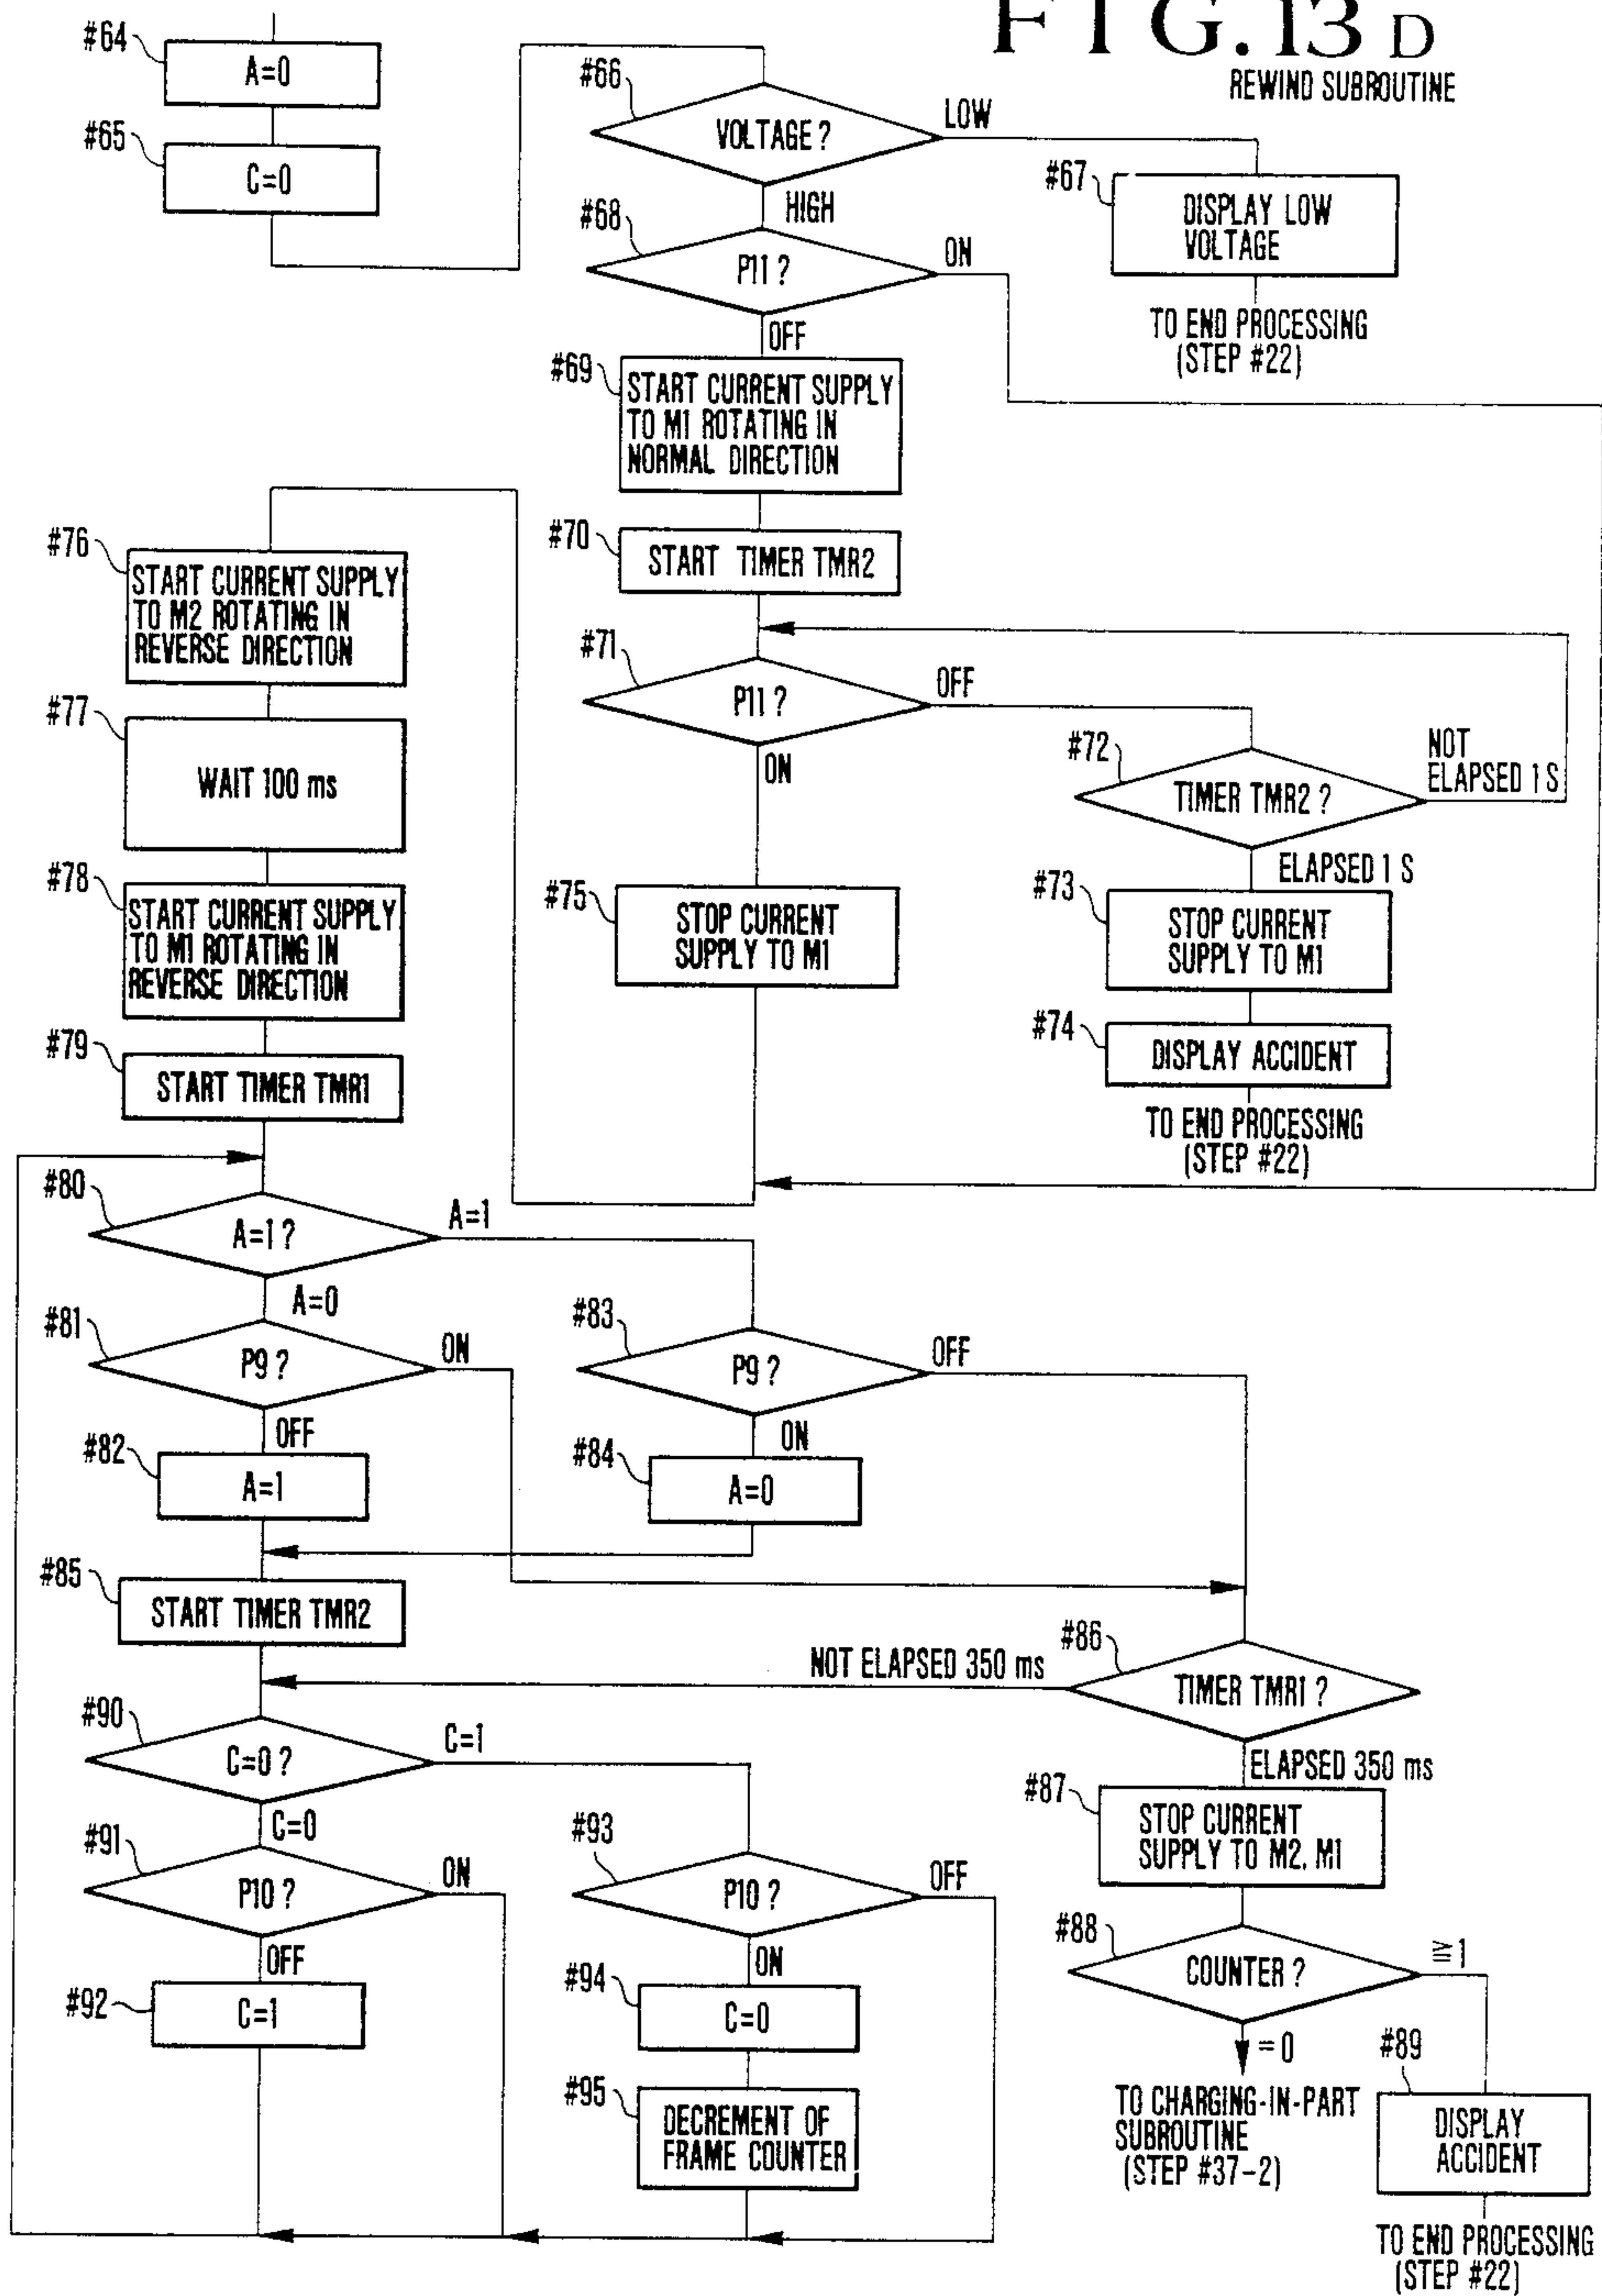 FIG. 13 D
REWIND SUBROUTINE
#64
A=0
#65
C=0
#66
VOLTAGE ?
LOW
HIGH
#67
DISPLAY LOW
VOLTAGE
TO END PROCESSING
(STEP #22)
#68
P11 ?
ON
OFF
#69
START CURRENT SUPPLY
TO M1 ROTATING IN
NORMAL DIRECTION
#70
START TIMER TMR2
#71
P11 ?
OFF
ON
#72
TIMER TMR2 ?
NOT
ELAPSED 1 S
ELAPSED 1 S
#73
STOP CURRENT
SUPPLY TO M1
#74
DISPLAY ACCIDENT
TO END PROCESSING
(STEP #22)
#75
STOP CURRENT
SUPPLY TO M1
#76
START CURRENT SUPPLY
TO M2 ROTATING IN
REVERSE DIRECTION
#77
WAIT 100 ms
#78
START CURRENT SUPPLY
TO M1 ROTATING IN
REVERSE DIRECTION
#79
START TIMER TMR1
#80
A=1 ?
A=1
A=0
#81
P9 ?
ON
OFF
#82
A=1
#83
P9 ?
OFF
ON
#84
A=0
#85
START TIMER TMR2
#86
TIMER TMR1 ?
NOT ELAPSED 350 ms
ELAPSED 350 ms
#87
STOP CURRENT
SUPPLY TO M2, M1
#88
COUNTER ?
≧1
=0
TO CHARGING-IN-PART
SUBROUTINE
(STEP #37-2)
#89
DISPLAY
ACCIDENT
TO END PROCESSING
(STEP #22)
#90
C=0 ?
C=1
C=0
#91
P10 ?
ON
OFF
#92
C=1
#93
P10 ?
OFF
ON
#94
C=0
#95
DECREMENT OF
FRAME COUNTER